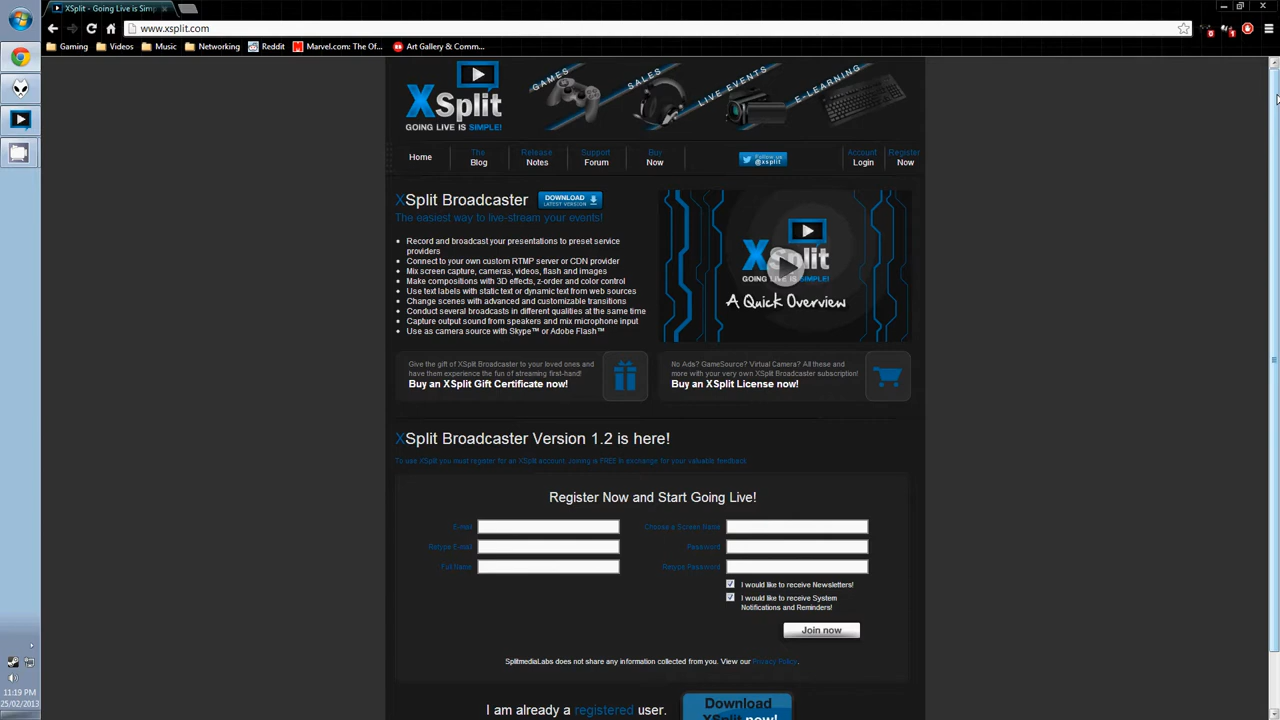 XSplit - Going Live is Sim
www.xsplit.com
Gaming
Videos
Music
Networking
Reddit
Marvel.com: The Of...
Art Gallery & Comm...
XSplit
GOING LIVE IS SIMPLE!
GAMES
SALES
LIVE EVENTS
E-LEARNING
Home
The Blog
Release Notes
Support Forum
Buy Now
Follow us @xsplit
Account Login
Register Now
XSplit Broadcaster
DOWNLOAD
LATEST VERSION
The easiest way to live-stream your events!
Record and broadcast your presentations to preset service
providers
Connect to your own custom RTMP server or CDN provider
Mix screen capture, cameras, videos, flash and images
Make compositions with 3D effects, z-order and color control
Use text labels with static text or dynamic text from web sources
Change scenes with advanced and customizable transitions
Conduct several broadcasts in different qualities at the same time
Capture output sound from speakers and mix microphone input
Use as camera source with Skype™ or Adobe Flash™
XSplit
GOING LIVE IS SIMPLE!
A Quick Overview
Give the gift of XSplit Broadcaster to your loved ones and
have them experience the fun of streaming first-hand!
Buy an XSplit Gift Certificate now!
No Ads? GameSource? Virtual Camera? All these and
more with your very own XSplit Broadcaster subscription!
Buy an XSplit License now!
XSplit Broadcaster Version 1.2 is here!
To use XSplit you must register for an XSplit account. Joining is FREE in exchange for your valuable feedback.
Register Now and Start Going Live!
E-Mail
Choose a Screen Name
Retype E-mail
Password
Full Name
Retype Password
I would like to receive Newsletters!
I would like to receive System
Notifications and Reminders!
Join now
SplitmediaLabs does not share any information collected from you. View our Privacy Policy.
I am already a registered user.
Download
XSplit now!
11:19 PM
25/02/2013